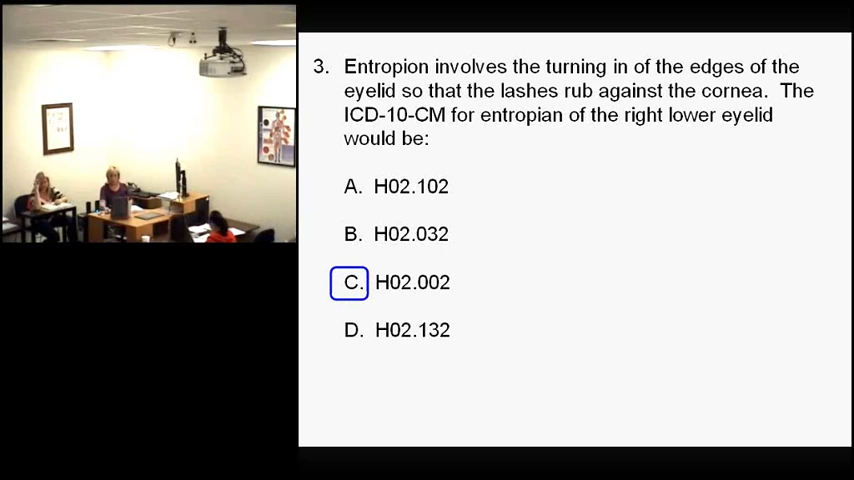 3. Entropion involves the turning in of the edges of the
eyelid so that the lashes rub against the cornea. The
ICD-10-CM for entropian of the right lower eyelid
would be:
A. H02.102
B. H02.032
C. H02.002
D. H02.132